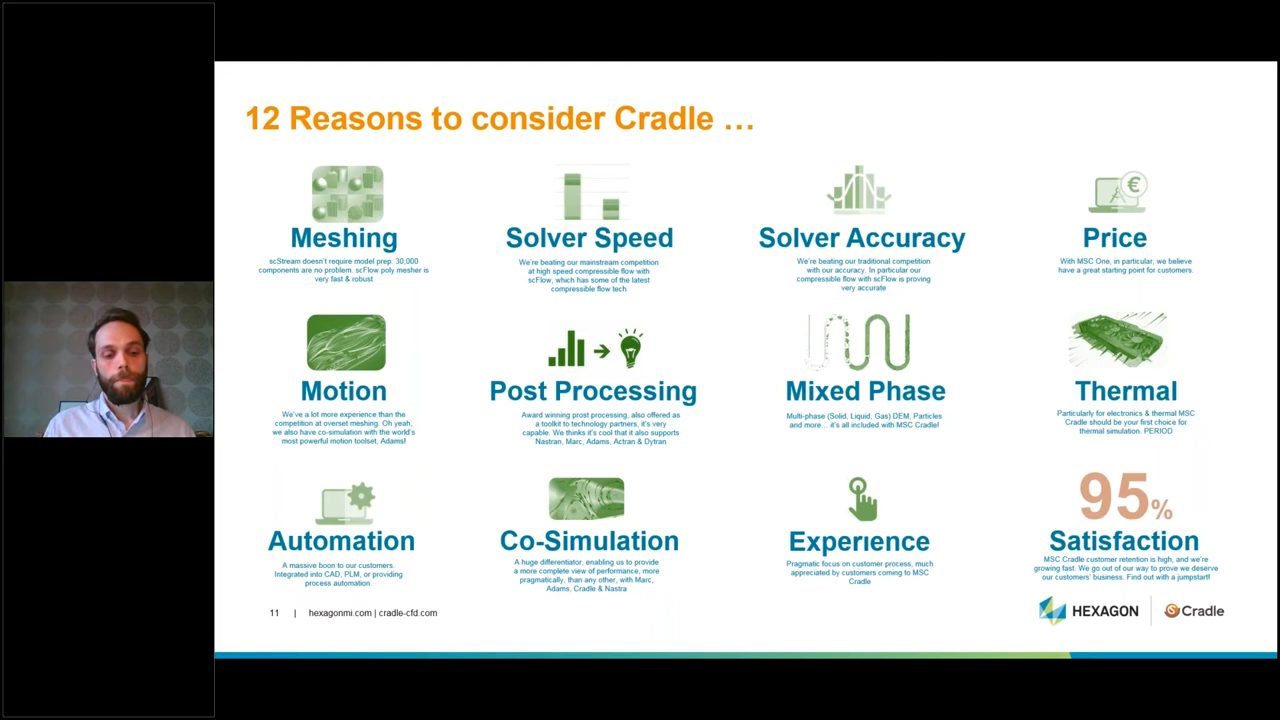 12 Reasons to consider Cradle …
Meshing
scStream doesn't require model prep. 30,000
components are no problem. scFlow poly mesher is
very fast & robust
Solver Speed
We're beating our mainstream competition
at high speed compressible flow with
scFlow, which has some of the latest
compressible flow tech
Solver Accuracy
We're beating our traditional competition
with our accuracy. In particular our
compressible flow with scFlow is proving
very accurate
€
Price
With MSC One, in particular, we believe
have a great starting point for customers.
Motion
We've a lot more experience than the
competition at overset meshing. Oh yeah,
we also have co-simulation with the world's
most powerful motion toolset, Adams!
Post Processing
Award winning prost processing, also offered as
a toolkit to technology partners, it's very
capable. We thinks it's cool that it also supports
Nastran, Marc, Adams, Actran & Dytran
Mixed Phase
Multi-phase (Solid, Liquid, Gas) DEM, Particles
and more… it's all included with MSC Cradle!
Thermal
Particularly for electronics & thermal MSC
Cradle should be your first choice for
thermal simulation. PERIOD
Automation
A massive boon to our customers.
Integrated into CAD, PLM, or providing
process automation.
Co-Simulation
A huge differentiator, enabling us to provide
a more complete view of performance, more
pragmatically, than any other, with Marc,
Adams, Cradle & Nastra
Experience
Pragmatic focus on customer process, much
appreciated by customers coming to MSC
Cradle
95%
Satisfaction
MSC Cradle customer retention is high, and we're
growing fast. We go out of our way to prove we deserve
our customers' business. Find out with a jumpstart!
11 | hexagonmi.com | cradle-cfd.com
HEXAGON | Cradle